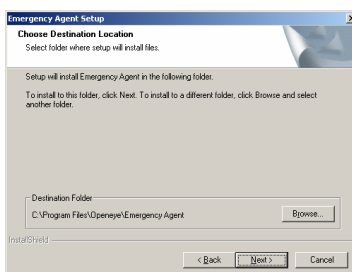 Emergency Agent Setup
Choose Destination Location
Select folder where setup will install files.
Setup will install Emergency Agent in the following folder.
To install to this folder, click Next. To install to a different folder, click Browse and select
another folder.
Destination Folder
C:\Program Files\Openeye\Emergency Agent
Browse...
InstallShield
< Back
Next >
Cancel